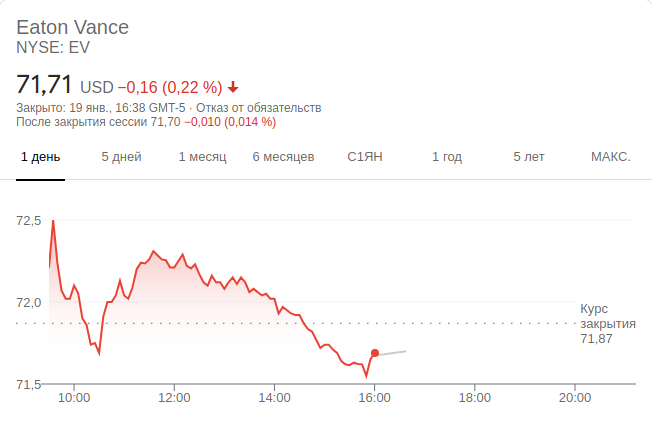 Eaton Vance
NYSE: EV
71,71 USD −0,16 (0,22 %)
Закрыто: 19 янв., 16:38 GMT-5 · Отказ от обязательств
После закрытия сессии 71,70 −0,010 (0,014 %)
1 день 5 дней 1 месяц 6 месяцев С1ЯН 1 год 5 лет МАКС.
72,5
72,0
Курс
закрытия
71,87
71,5
10:00 12:00 14:00 16:00 18:00 20:00